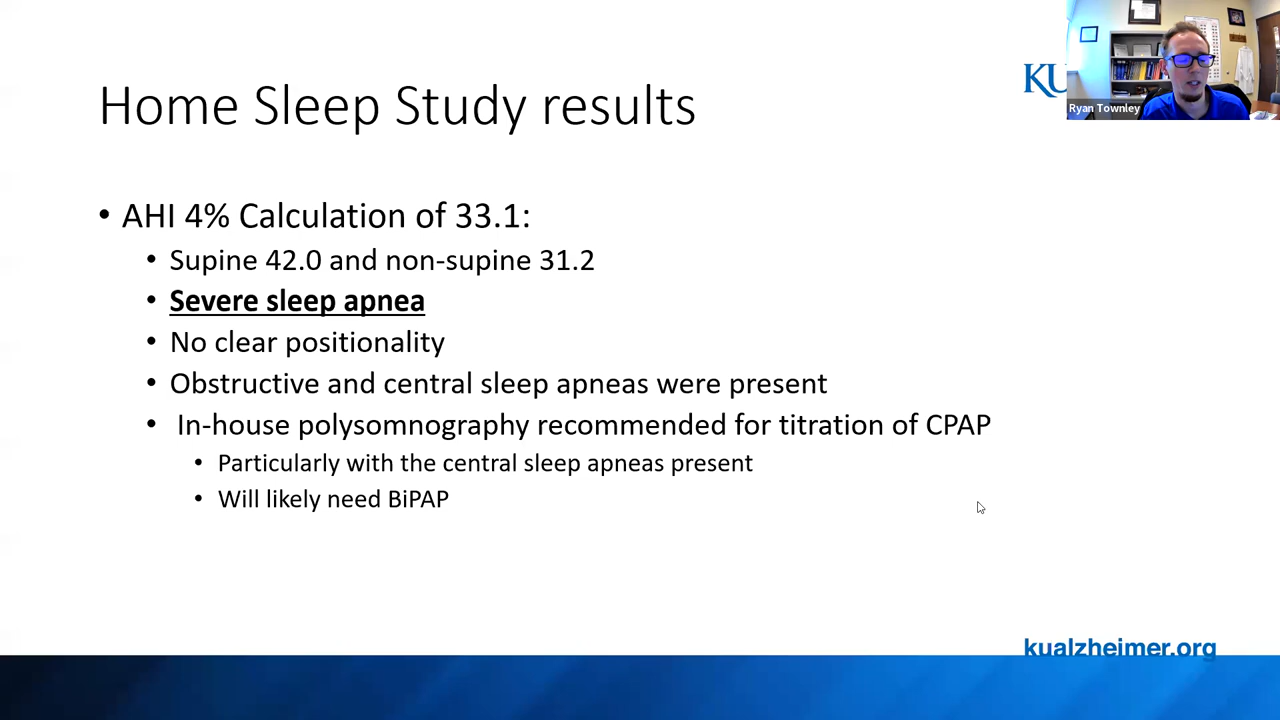 Home Sleep Study results
KU
Ryan Townley
• AHI 4% Calculation of 33.1:
• Supine 42.0 and non-supine 31.2
• Severe sleep apnea
• No clear positionality
• Obstructive and central sleep apneas were present
• In-house polysomnography recommended for titration of CPAP
• Particularly with the central sleep apneas present
• Will likely need BiPAP
kualzheimer.org